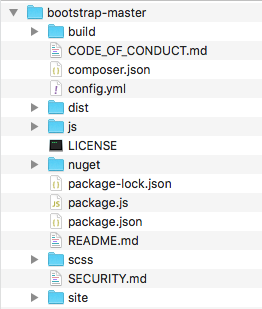 bootstrap-master
build
CODE_OF_CONDUCT.md
composer.json
config.yml
dist
js
LICENSE
nuget
package-lock.json
package.js
package.json
README.md
scss
SECURITY.md
site